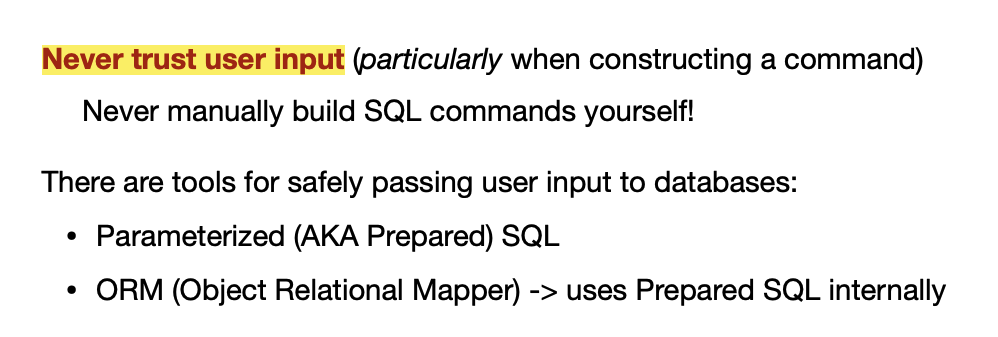 Never trust user input (particularly when constructing a command)
Never manually build SQL commands yourself!
There are tools for safely passing user input to databases:
• Parameterized (AKA Prepared) SQL
• ORM (Object Relational Mapper) -> uses Prepared SQL internally